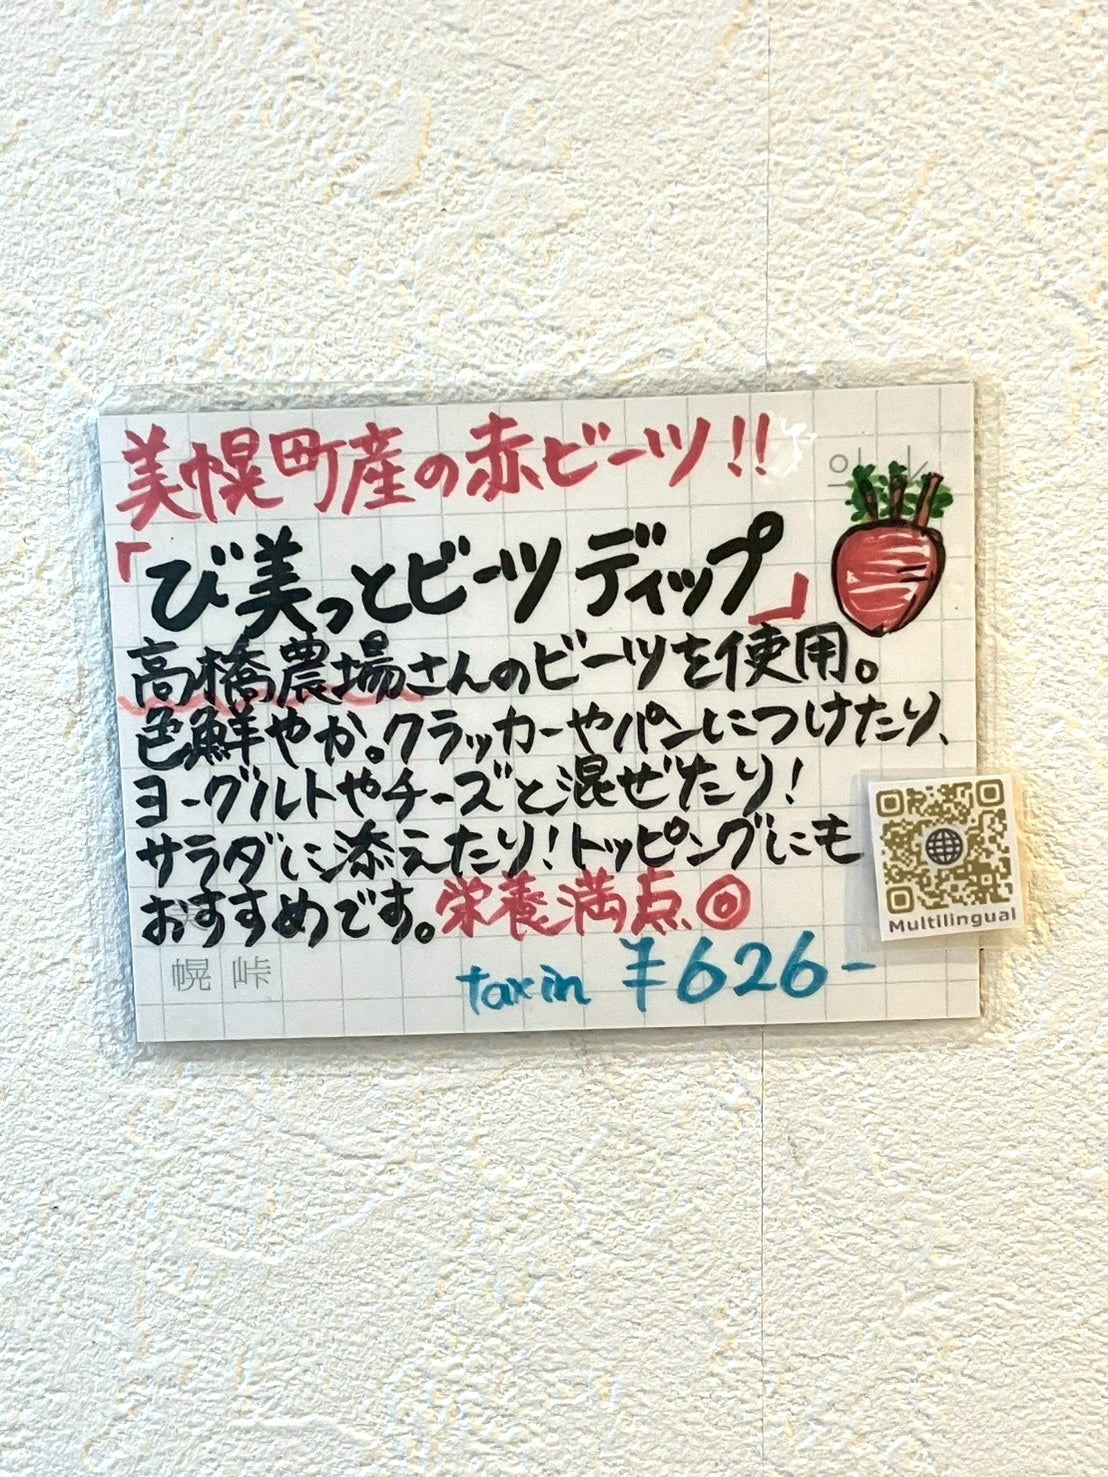 美幌町産の赤ビーツ!!
「び美っとビーツ ディップ」
高橋農場さんのビーツを使用。
色鮮やか。クラッカーやパンにつけたり、
ヨーグルトやチーズと混ぜたり!
サラダに添えたり!トッピングにも
おすすめです。栄養満点◎
幌 峠
taxin ¥626-
Multilingual